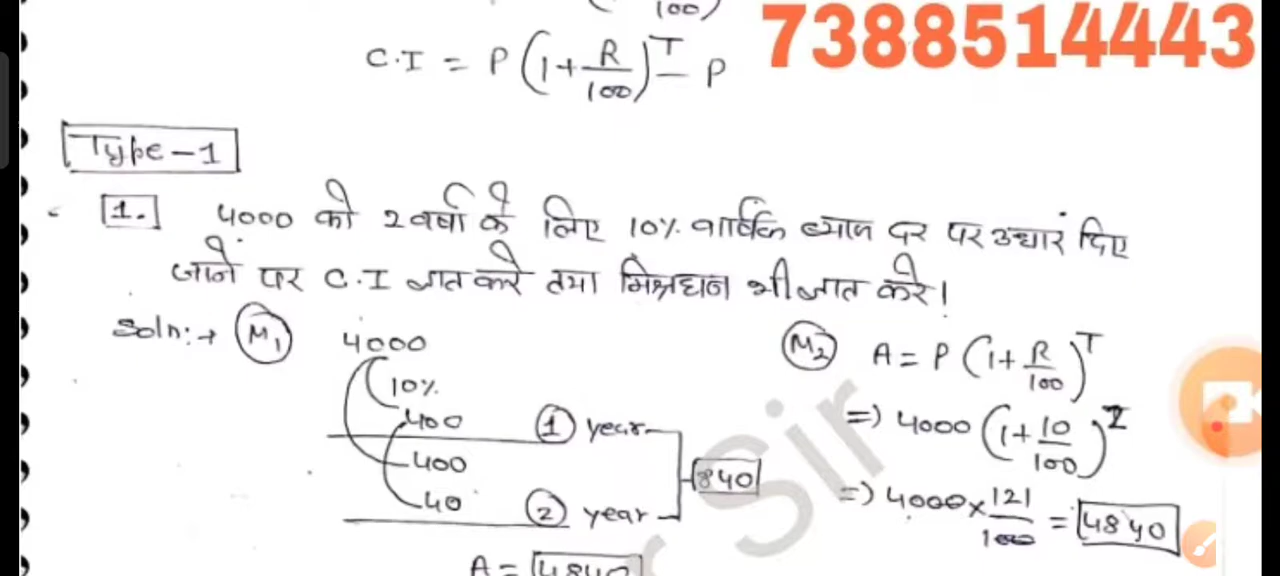 100)
7388514443
C.I = P(1+R/100)^T - P
Type-1
1. 4000 को 2 वर्षो के लिए 10% वार्षिक ब्याज दर पर उधार दिए
जाने पर C.I ज्ञात करे तथा मिश्रधन भी ज्ञात करे।
Soln:→ M1 4000
10%
400 1 year
400
40 2 year
840
A = 4840
M2 A = P(1+R/100)^T
=) 4000(1+10/100)^2
=) 4000×121/100 = 4840
Sir